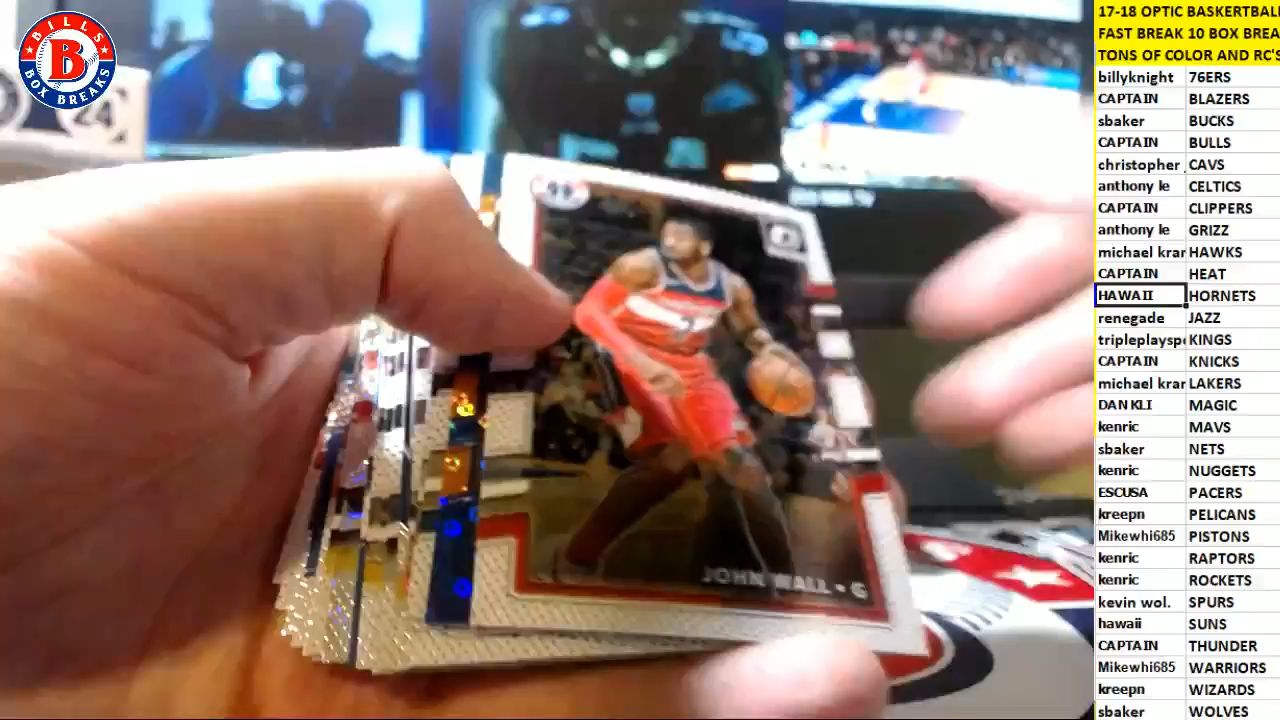 BILLS
B
BOX BREAKS
24
JOHN WALL • G
17-18 OPTIC BASKERTBALL
FAST BREAK 10 BOX BREA
TONS OF COLOR AND RC'S
billyknight 76ERS
CAPTAIN BLAZERS
sbaker BUCKS
CAPTAIN BULLS
christopher CAVS
anthony le CELTICS
CAPTAIN CLIPPERS
anthony le GRIZZ
michael krar HAWKS
CAPTAIN HEAT
HAWAII HORNETS
renegade JAZZ
tripleplayspo KINGS
CAPTAIN KNICKS
michael krar LAKERS
DAN KLI MAGIC
kenric MAVS
sbaker NETS
kenric NUGGETS
ESCUSA PACERS
kreepn PELICANS
Mikewhi685 PISTONS
kenric RAPTORS
kenric ROCKETS
kevin wol. SPURS
hawaii SUNS
CAPTAIN THUNDER
Mikewhi685 WARRIORS
kreepn WIZARDS
sbaker WOLVES